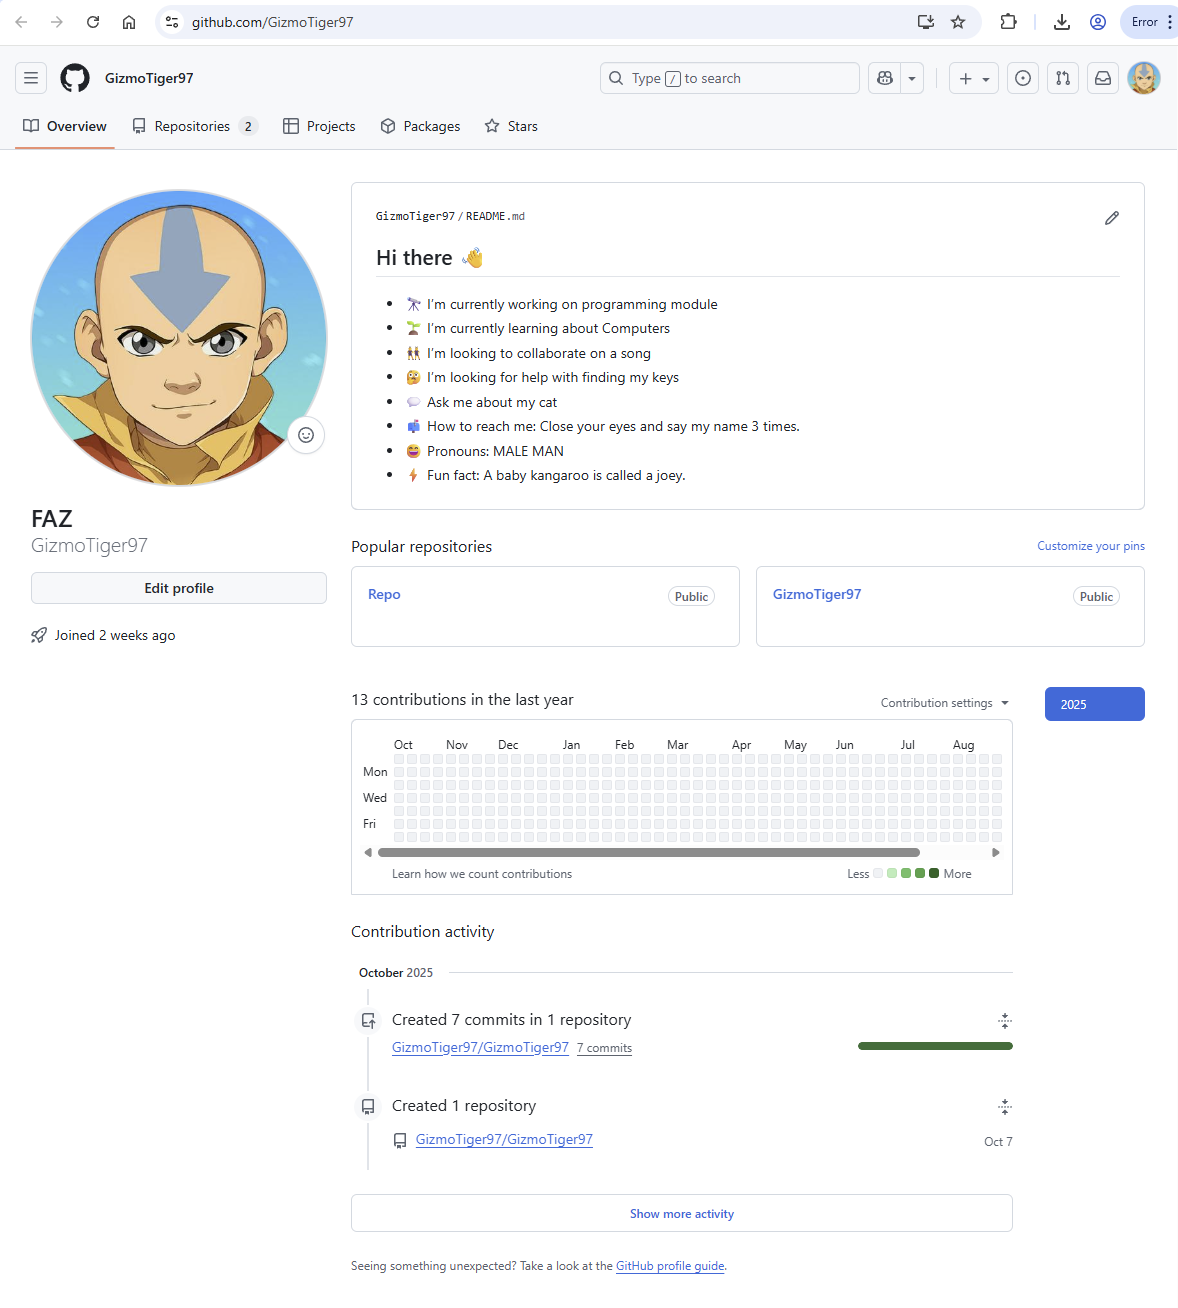 github.com/GizmoTiger97
Error
GizmoTiger97
Type / to search
Overview
Repositories 2
Projects
Packages
Stars
GizmoTiger97/README.md
Hi there 👋
🔭 I'm currently working on programming module
🌱 I'm currently learning about Computers
👯 I'm looking to collaborate on a song
🤔 I'm looking for help with finding my keys
💬 Ask me about my cat
📫 How to reach me: Close your eyes and say my name 3 times.
😄 Pronouns: MALE MAN
⚡ Fun fact: A baby kangaroo is called a joey.
FAZ
GizmoTiger97
Edit profile
Joined 2 weeks ago
Popular repositories
Customize your pins
Repo
Public
GizmoTiger97
Public
13 contributions in the last year
Contribution settings
2025
Oct Nov Dec Jan Feb Mar Apr May Jun Jul Aug
Mon
Wed
Fri
Learn how we count contributions
Less
More
Contribution activity
October 2025
Created 7 commits in 1 repository
GizmoTiger97/GizmoTiger97 7 commits
Created 1 repository
GizmoTiger97/GizmoTiger97
Oct 7
Show more activity
Seeing something unexpected? Take a look at the GitHub profile guide.